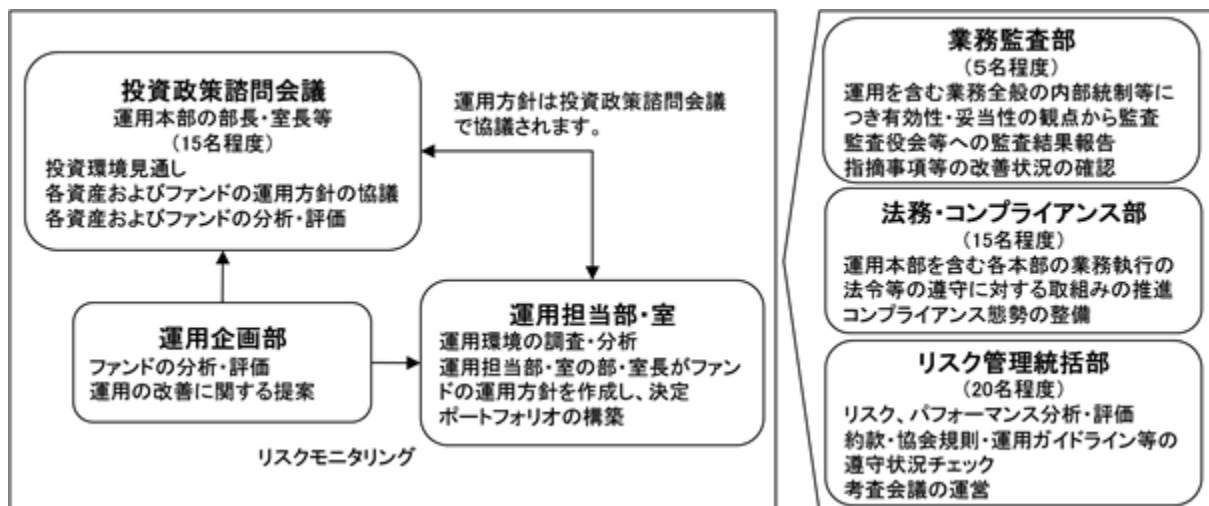 投資政策諮問会議
運用本部の部長・室長等
(15名程度)
投資環境見通し
各資産およびファンドの運用方針の協議
各資産およびファンドの分析・評価
運用方針は投資政策諮問会議
で協議されます。
運用企画部
ファンドの分析・評価
運用の改善に関する提案
運用担当部・室
運用環境の調査・分析
運用担当部・室の部・室長がファン
ドの運用方針を作成し、決定
ポートフォリオの構築
リスクモニタリング
業務監査部
(5名程度)
運用を含む業務全般の内部統制等に
つき有効性・妥当性の観点から監査
監査役会等への監査結果報告
指摘事項等の改善状況の確認
法務・コンプライアンス部
(15名程度)
運用本部を含む各本部の業務執行の
法令等の遵守に対する取組みの推進
コンプライアンス態勢の整備
リスク管理統括部
(20名程度)
リスク、パフォーマンス分析・評価
約款・協会規則・運用ガイドライン等の
遵守状況チェック
考査会議の運営